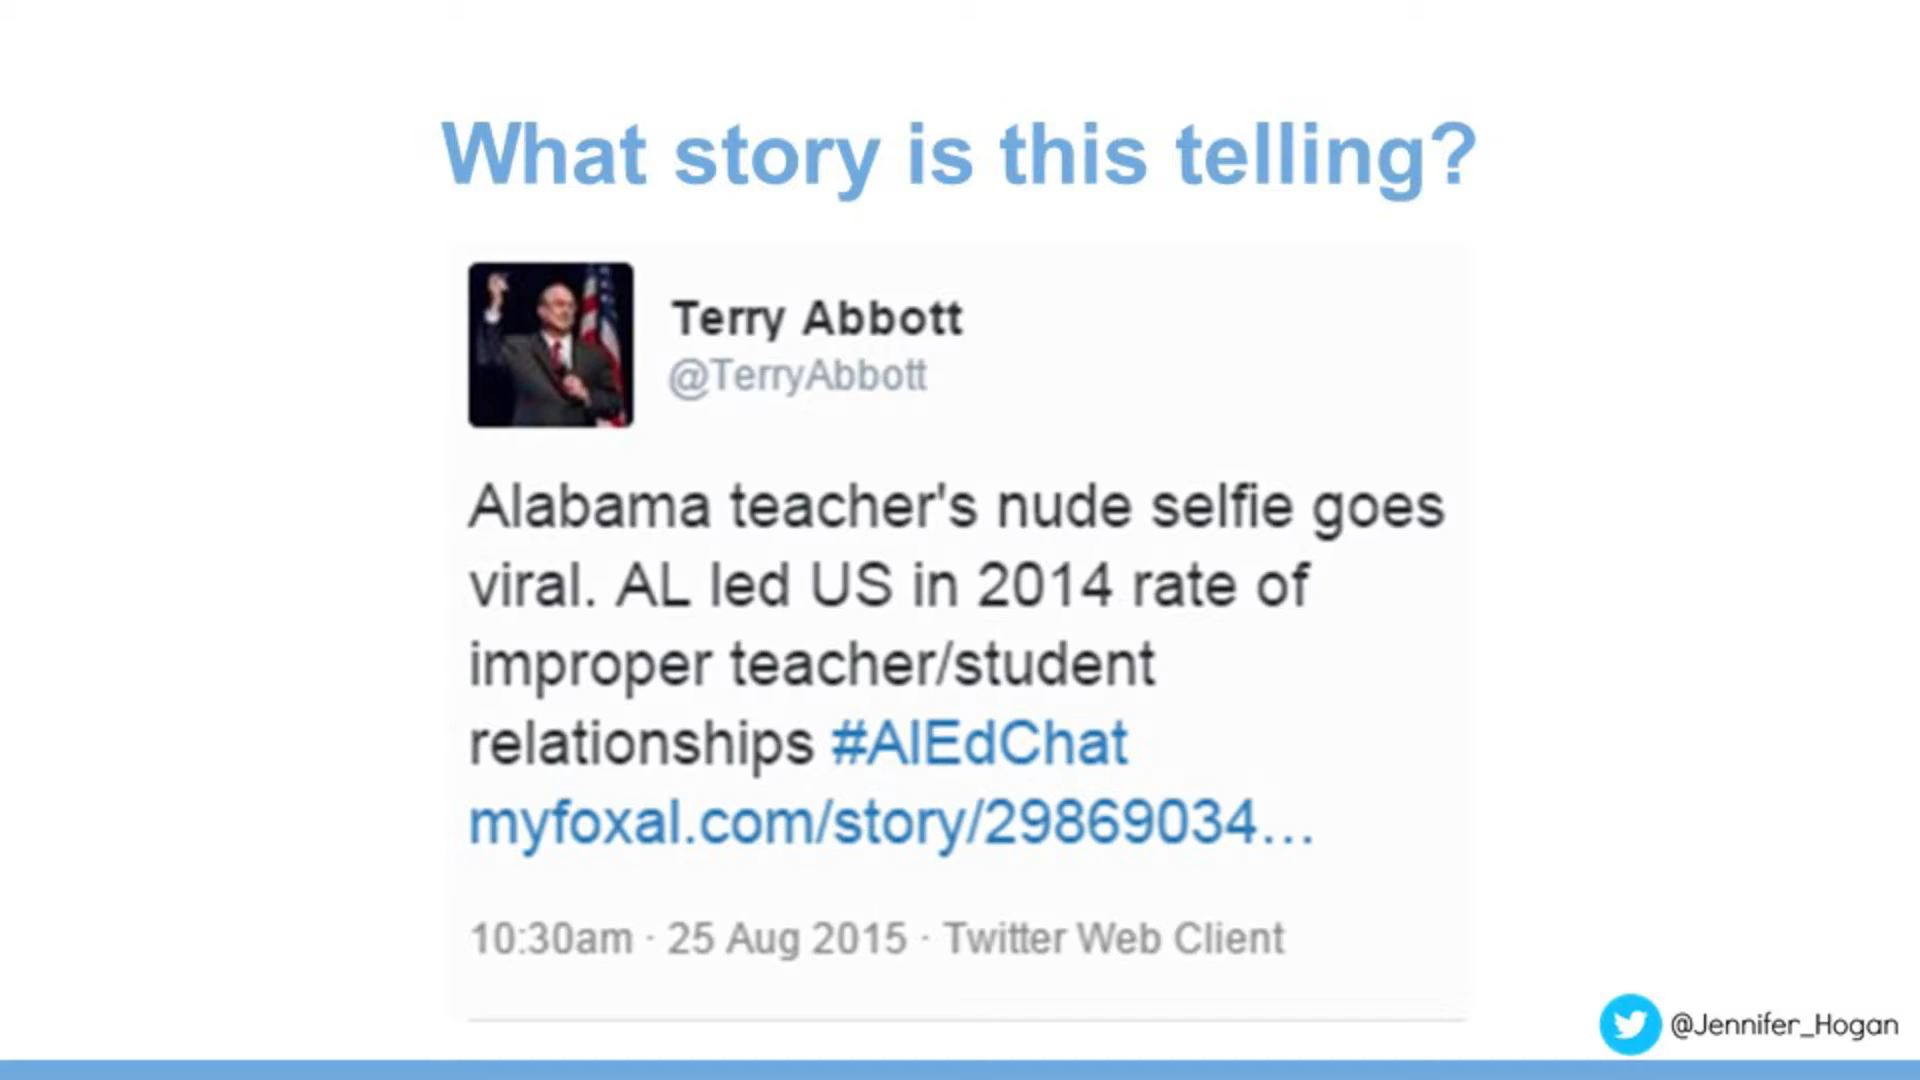 What story is this telling?
Terry Abbott
@TerryAbbott
Alabama teacher's nude selfie goes
viral. AL led US in 2014 rate of
improper teacher/student
relationships #AlEdChat
myfoxal.com/story/29869034...
10:30am · 25 Aug 2015 · Twitter Web Client
@Jennifer_Hogan